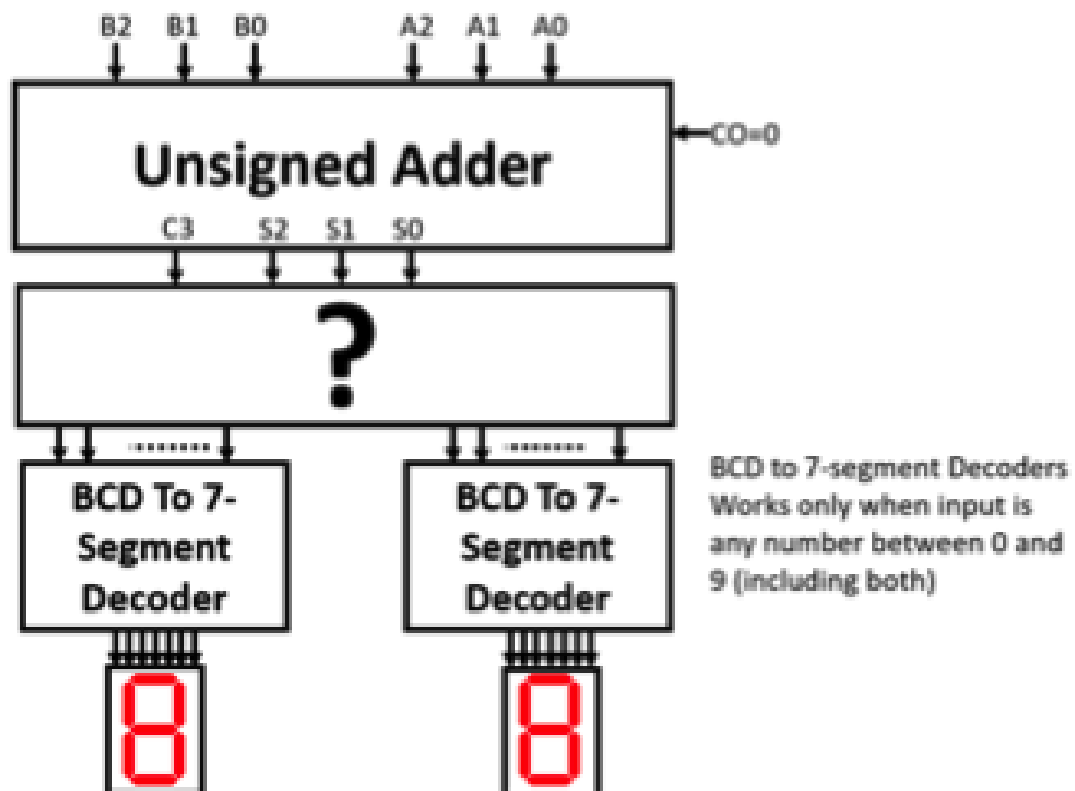 B2 B1 B0 A2 A1 A0
CO=0
Unsigned Adder
C3 S2 S1 S0
?
BCD To 7-
Segment
Decoder
BCD To 7-
Segment
Decoder
BCD to 7-segment Decoders
Works only when input is
any number between 0 and
9 (including both)
8 8